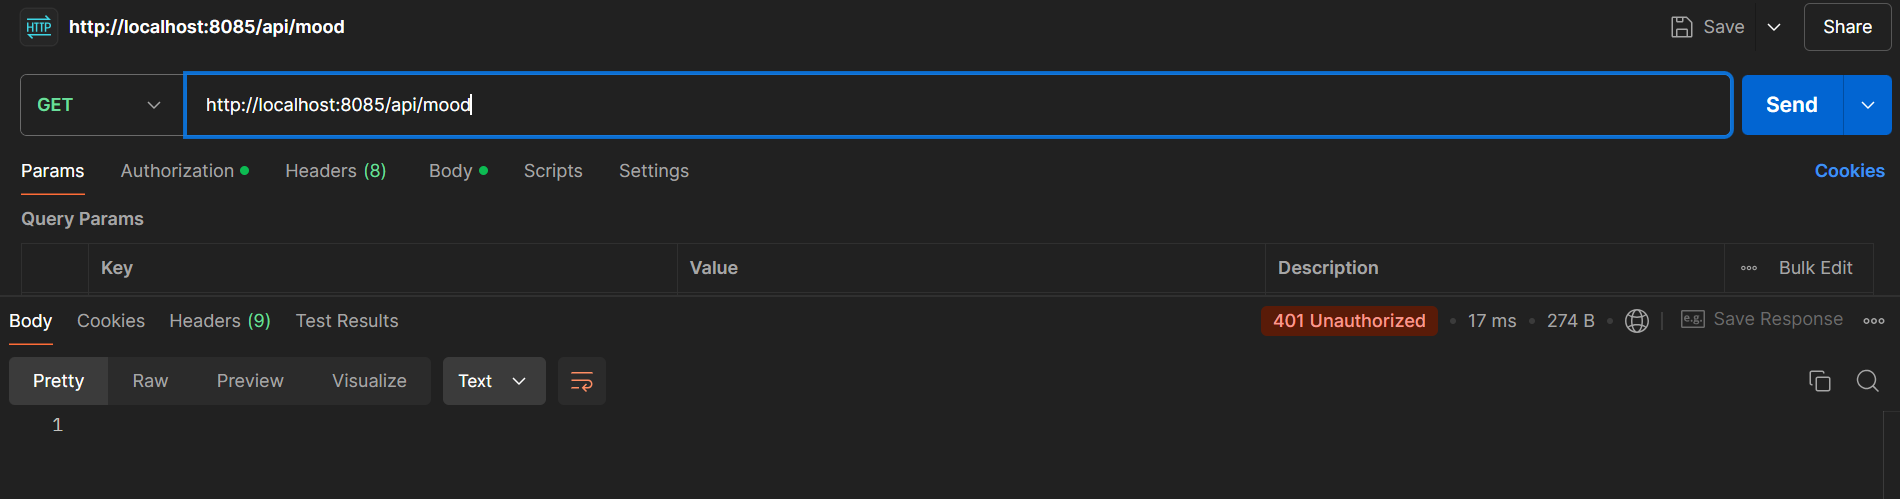 HTTP http://localhost:8085/api/mood Save Share
GET http://localhost:8085/api/mood Send
Params Authorization Headers (8) Body Scripts Settings Cookies
Query Params
Key Value Description Bulk Edit
Body Cookies Headers (9) Test Results 401 Unauthorized • 17 ms • 274 B • e.g. Save Response
Pretty Raw Preview Visualize Text
1